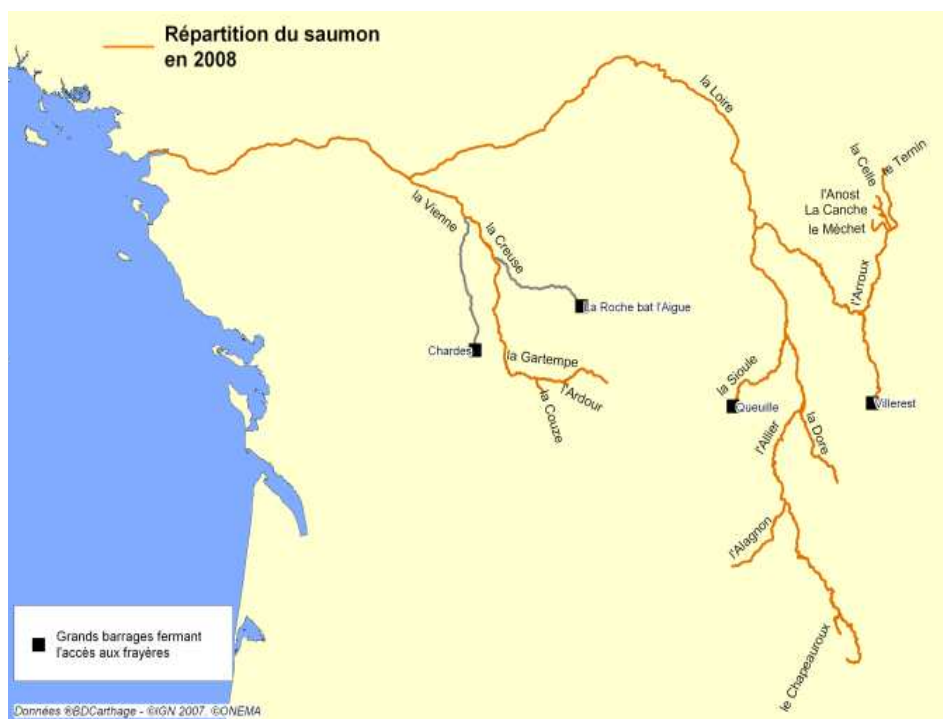 Répartition du saumon
en 2008
la Loire
la Celle
le Ternin
l'Anost
La Canche
le Méchet
la Vienne
la Creuse
l'Arroux
La Roche bat l'Aigue
Chardes
la Gartempe
l'Ardour
la Couze
la Sioule
Queuille
Villerest
l'Allier
la Dore
l'Alagnon
le Chapeauroux
Grands barrages fermant
l'accès aux frayères
Données ®BDCarthage - ©IGN 2007. ©ONEMA